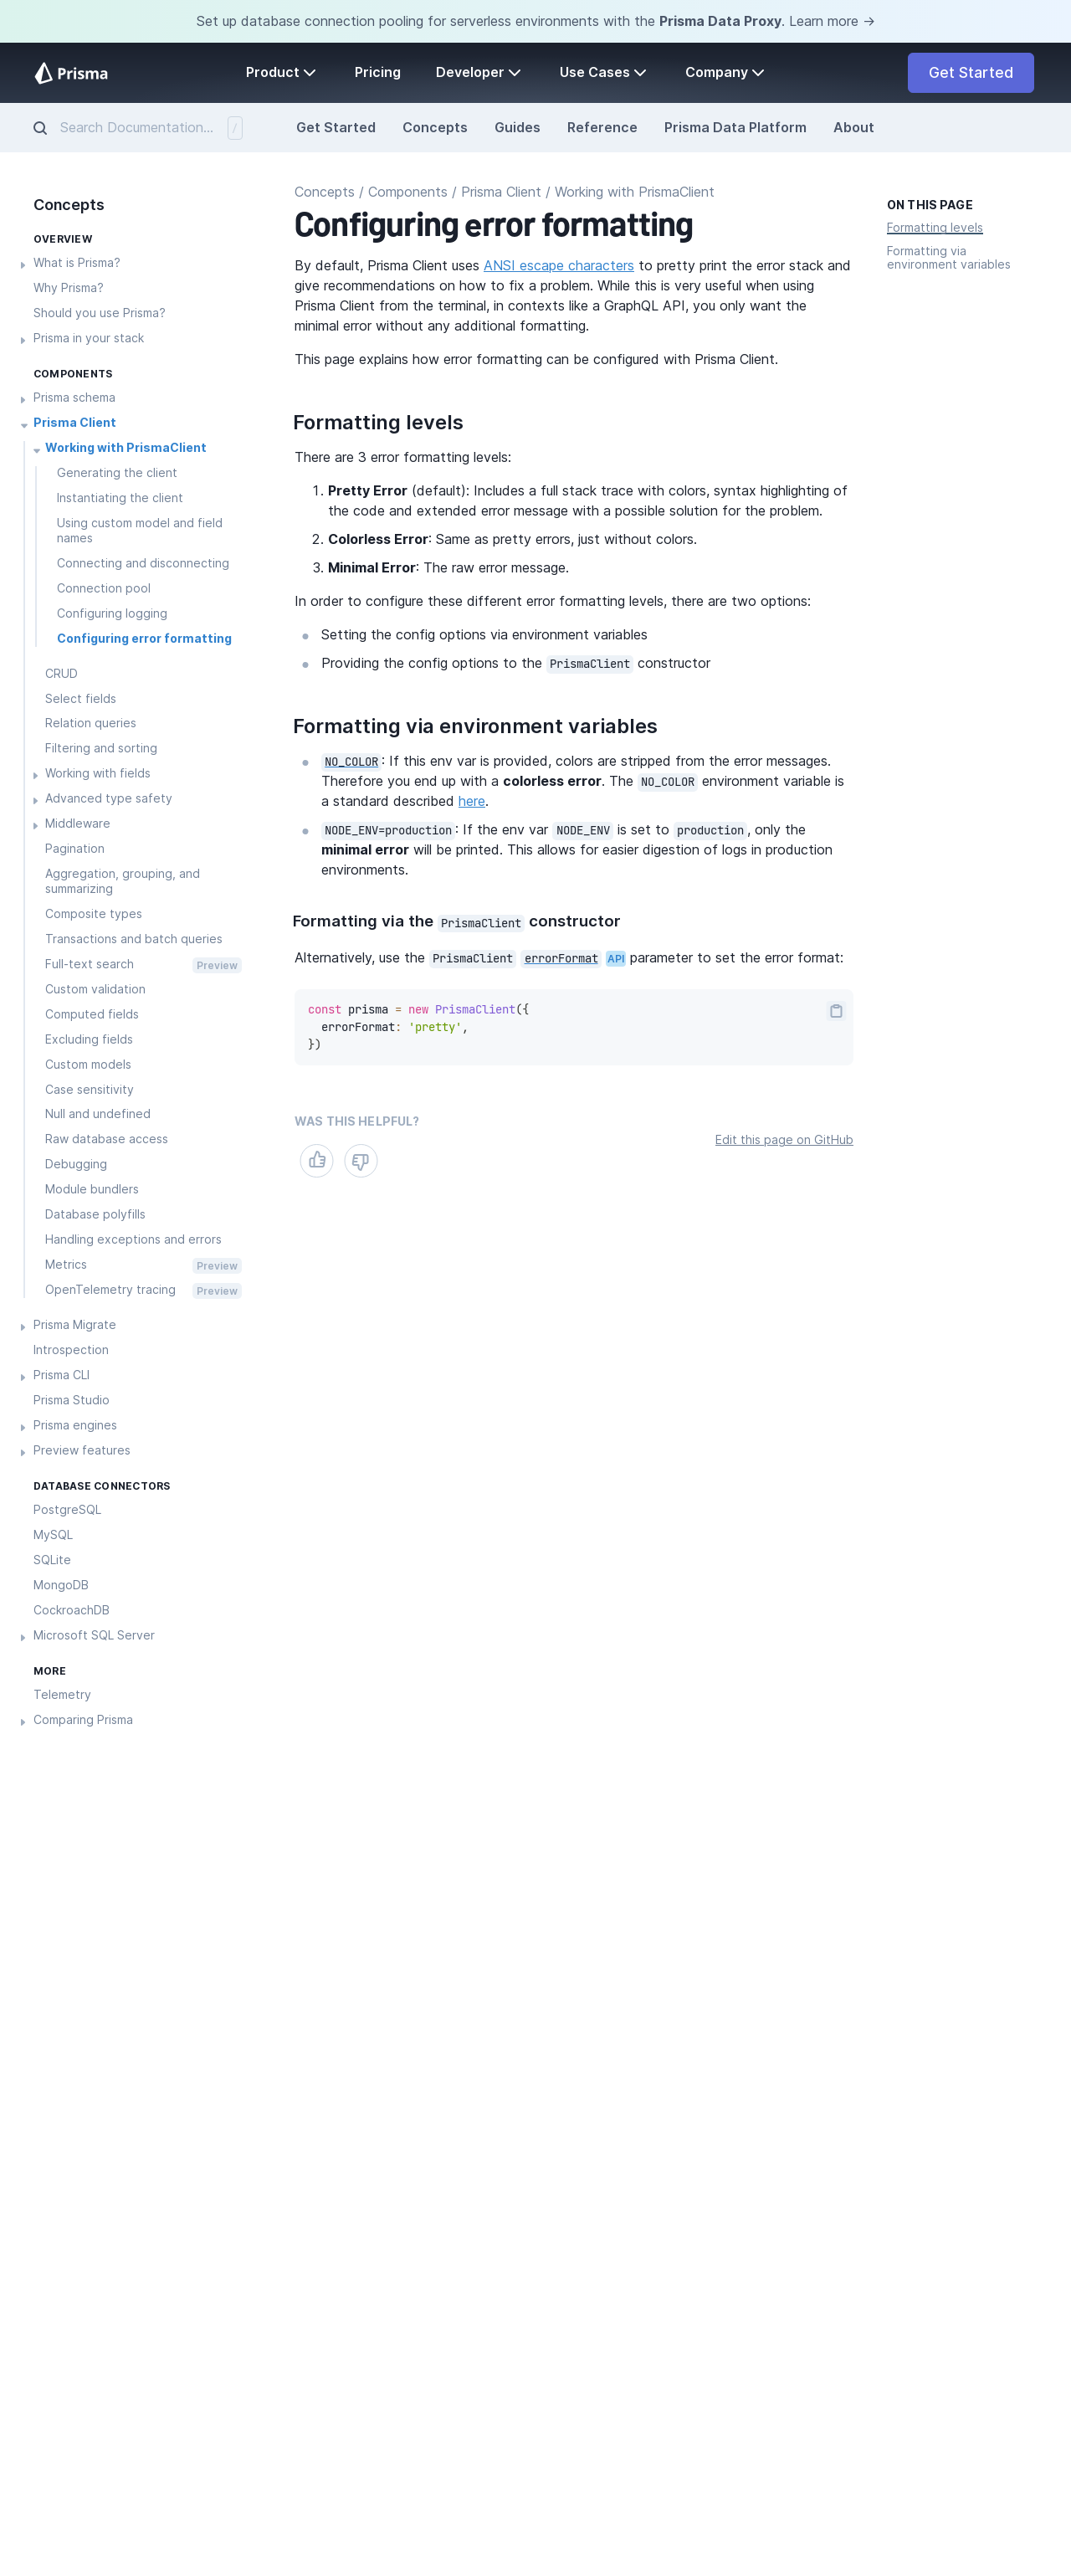 Set up database connection pooling for serverless environments with the Prisma Data Proxy. Learn more →
Prisma
Product
Pricing
Developer
Use Cases
Company
Get Started
Search Documentation...
/
Get Started
Concepts
Guides
Reference
Prisma Data Platform
About
Concepts
OVERVIEW
What is Prisma?
Why Prisma?
Should you use Prisma?
Prisma in your stack
COMPONENTS
Prisma schema
Prisma Client
Working with PrismaClient
Generating the client
Instantiating the client
Using custom model and field
names
Connecting and disconnecting
Connection pool
Configuring logging
Configuring error formatting
CRUD
Select fields
Relation queries
Filtering and sorting
Working with fields
Advanced type safety
Middleware
Pagination
Aggregation, grouping, and
summarizing
Composite types
Transactions and batch queries
Full-text search Preview
Custom validation
Computed fields
Excluding fields
Custom models
Case sensitivity
Null and undefined
Raw database access
Debugging
Module bundlers
Database polyfills
Handling exceptions and errors
Metrics Preview
OpenTelemetry tracing Preview
Prisma Migrate
Introspection
Prisma CLI
Prisma Studio
Prisma engines
Preview features
DATABASE CONNECTORS
PostgreSQL
MySQL
SQLite
MongoDB
CockroachDB
Microsoft SQL Server
MORE
Telemetry
Comparing Prisma
Concepts / Components / Prisma Client / Working with PrismaClient
Configuring error formatting
By default, Prisma Client uses ANSI escape characters to pretty print the error stack and
give recommendations on how to fix a problem. While this is very useful when using
Prisma Client from the terminal, in contexts like a GraphQL API, you only want the
minimal error without any additional formatting.
This page explains how error formatting can be configured with Prisma Client.
Formatting levels
There are 3 error formatting levels:
1. Pretty Error (default): Includes a full stack trace with colors, syntax highlighting of
the code and extended error message with a possible solution for the problem.
2. Colorless Error: Same as pretty errors, just without colors.
3. Minimal Error: The raw error message.
In order to configure these different error formatting levels, there are two options:
Setting the config options via environment variables
Providing the config options to the PrismaClient constructor
Formatting via environment variables
NO_COLOR: If this env var is provided, colors are stripped from the error messages.
Therefore you end up with a colorless error. The NO_COLOR environment variable is
a standard described here.
NODE_ENV=production: If the env var NODE_ENV is set to production, only the
minimal error will be printed. This allows for easier digestion of logs in production
environments.
Formatting via the PrismaClient constructor
Alternatively, use the PrismaClient errorFormat API parameter to set the error format:
const prisma = new PrismaClient({
errorFormat: 'pretty',
})
WAS THIS HELPFUL?
Edit this page on GitHub
ON THIS PAGE
Formatting levels
Formatting via
environment variables